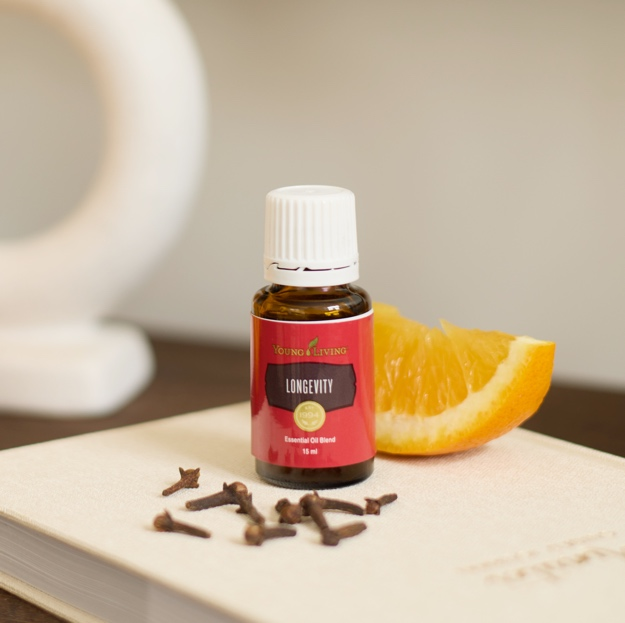 YOUNG LIVING
LONGEVITY
Essential Oil Blend
15 ml